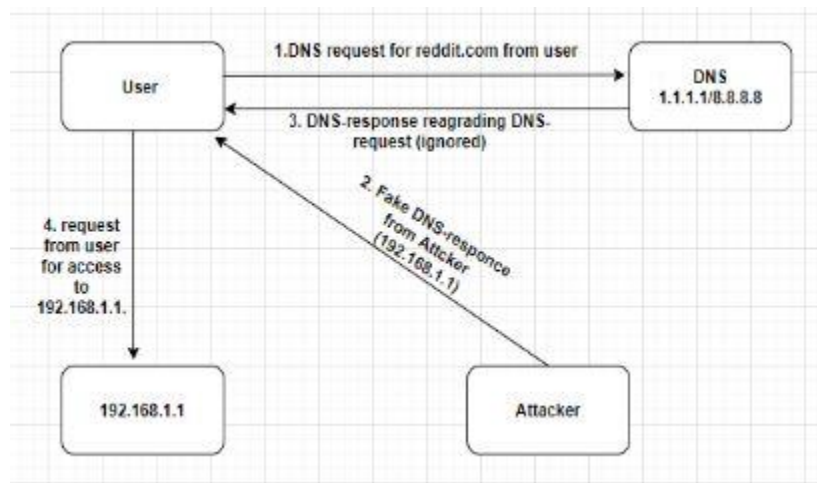 1.DNS request for reddit.com from user
User
DNS
1.1.1.1/8.8.8.8
3. DNS-response reagrading DNS-
request (ignored)
2. Fake DNS-responce
from Attcker
(192.168.1.1)
4. request
from user
for access
to
192.168.1.1.
192.168.1.1
Attacker